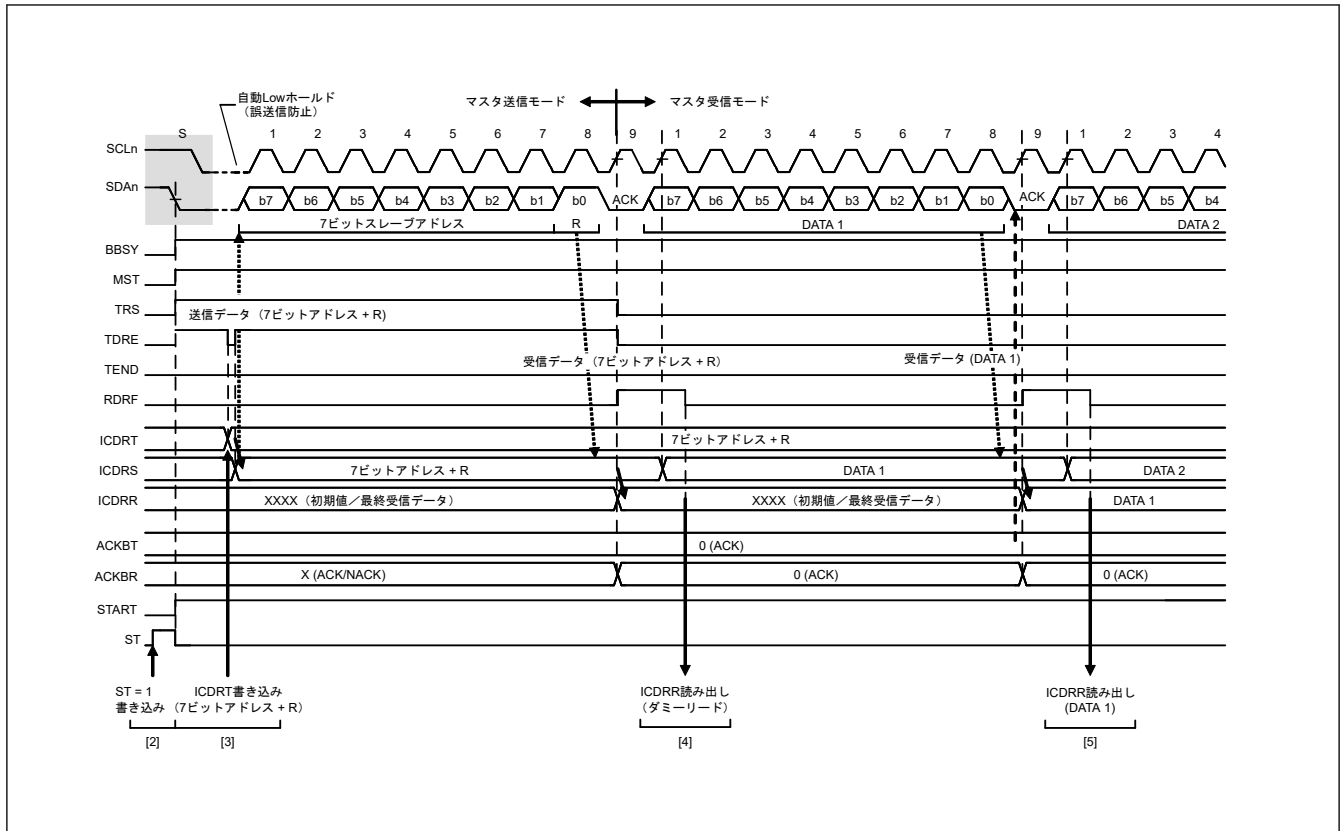 自動Lowホールド
（誤送信防止）
マスタ送信モード
マスタ受信モード
S 1 2 3 4 5 6 7 8 9 1 2 3 4 5 6 7 8 9 1 2 3 4
SCLn
SDAn
b7 b6 b5 b4 b3 b2 b1 b0 ACK b7 b6 b5 b4 b3 b2 b1 b0 ACK b7 b6 b5 b4
7ビットスレーブアドレス R DATA 1 DATA 2
BBSY
MST
TRS
送信データ（7ビットアドレス + R）
TDRE
受信データ（7ビットアドレス + R）
受信データ (DATA 1)
TEND
RDRF
ICDRT
7ビットアドレス + R
ICDRS
7ビットアドレス + R DATA 1 DATA 2
ICDRR
XXXX（初期値／最終受信データ） XXXX（初期値／最終受信データ） DATA 1
ACKBT
0 (ACK)
ACKBR
X (ACK/NACK) 0 (ACK) 0 (ACK)
START
ST
ST = 1
書き込み
ICDRT書き込み
（7ビットアドレス + R）
ICDRR読み出し
（ダミーリード）
ICDRR読み出し
(DATA 1)
[2] [3] [4] [5]